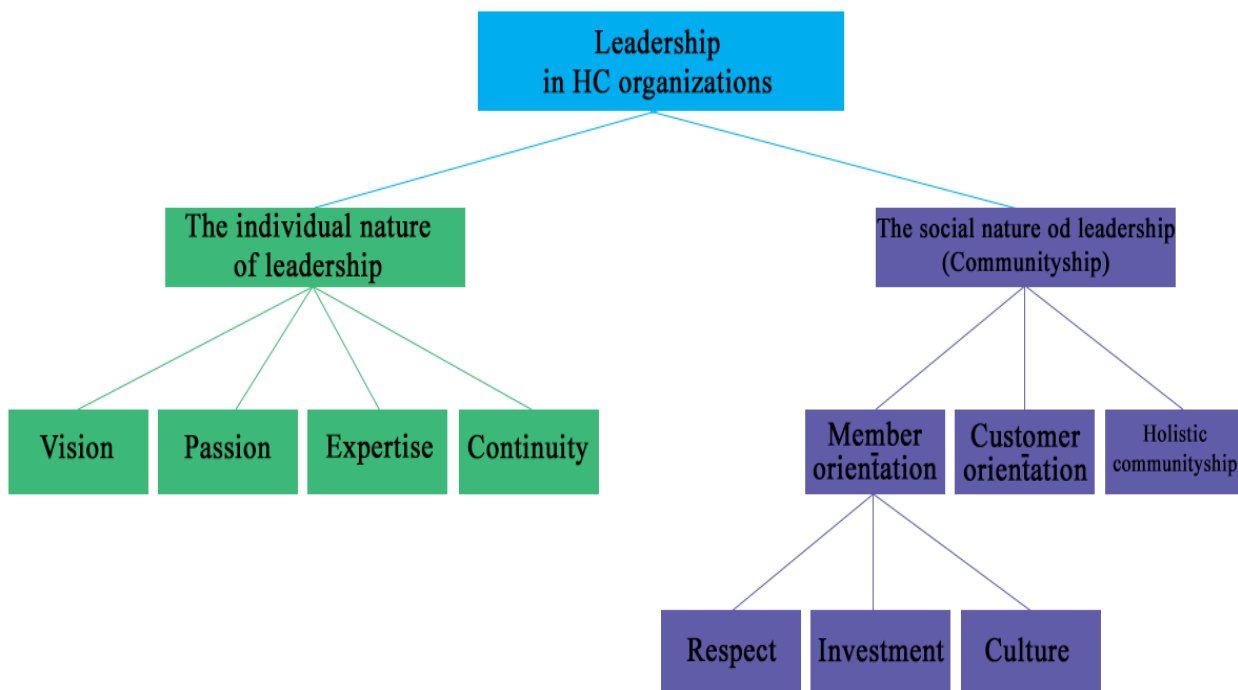 Leadership
in HC organizations
The individual nature
of leadership
The social nature od leadership
(Communityship)
Vision
Passion
Expertise
Continuity
Member-
orientation
Customer-
orientation
Holistic
communityship
Respect
Investment
Culture